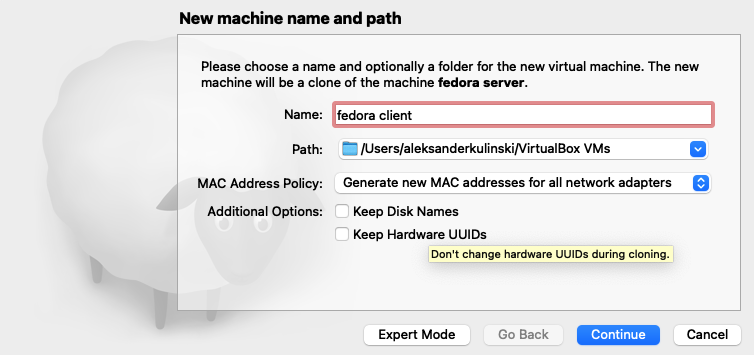 New machine name and path
Please choose a name and optionally a folder for the new virtual machine. The new
machine will be a clone of the machine fedora server.
Name: fedora client
Path: /Users/aleksanderkulinski/VirtualBox VMs
MAC Address Policy: Generate new MAC addresses for all network adapters
Additional Options: Keep Disk Names
Keep Hardware UUIDs
Don't change hardware UUIDs during cloning.
Expert Mode Go Back Continue Cancel